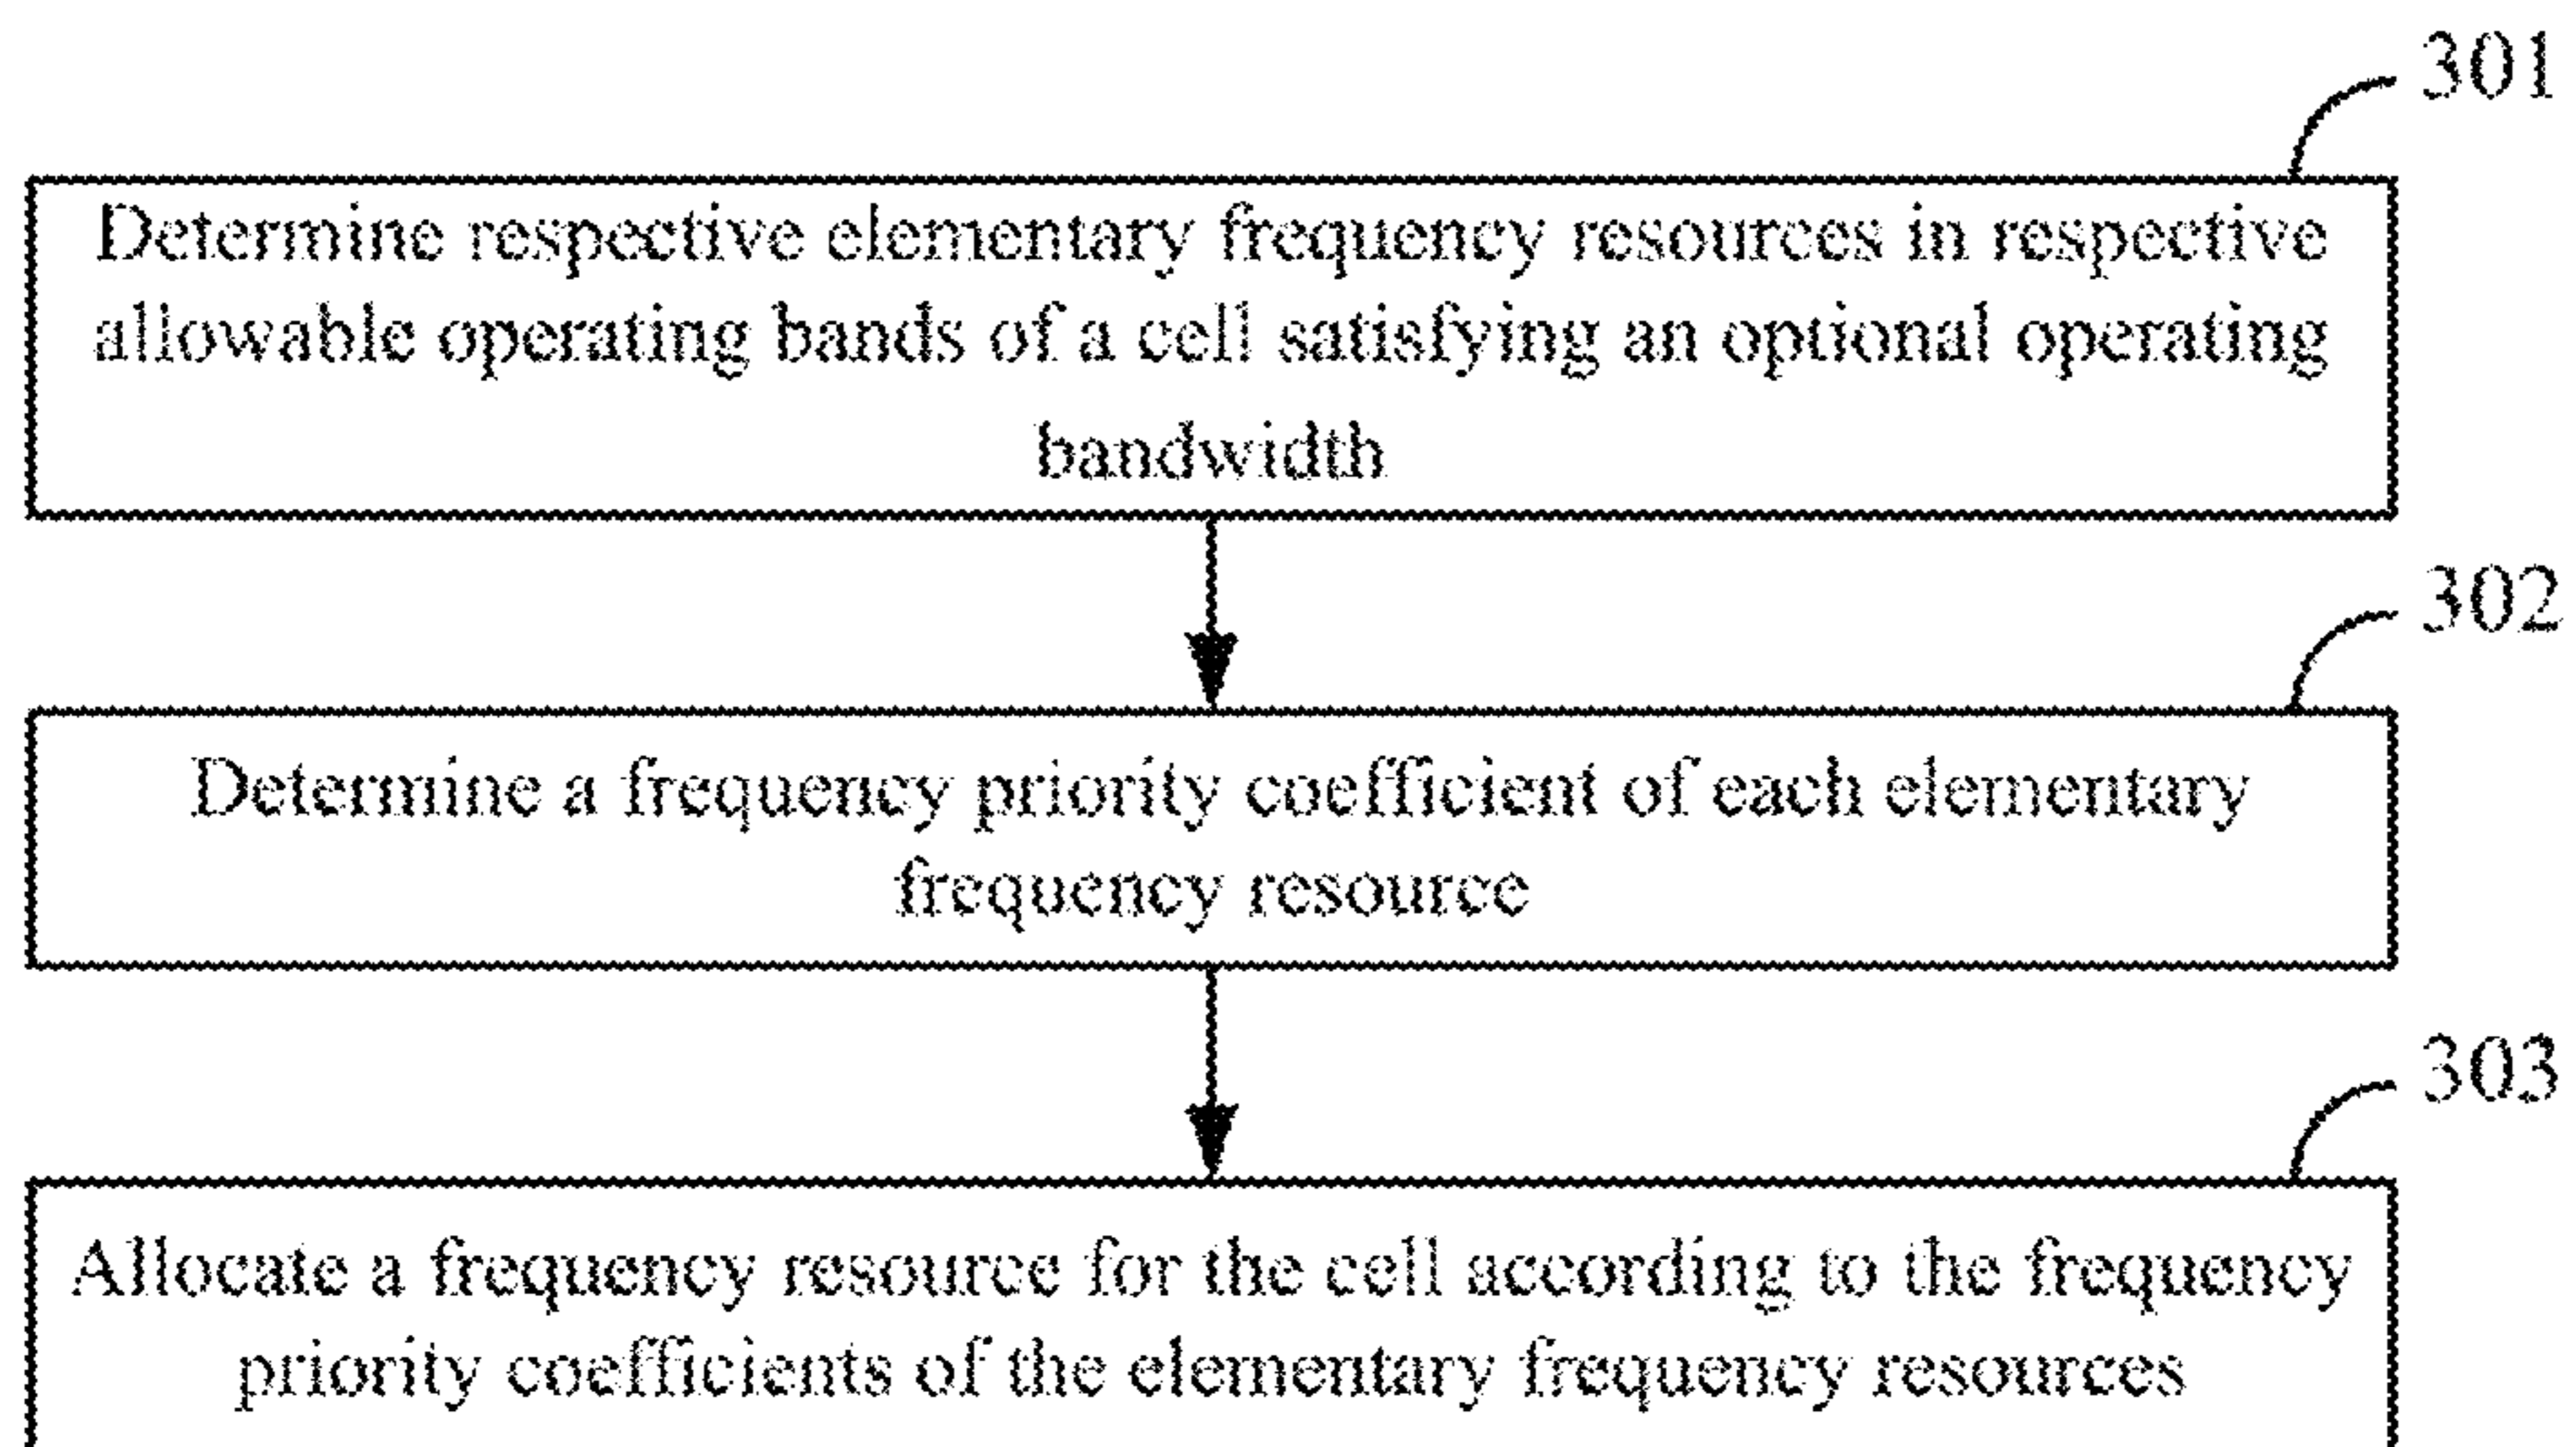 301
Determine respective elementary frequency resources in respective
allowable operating bands of a cell satisfying an optional operating
bandwidth
302
Determine a frequency priority coefficient of each elementary
frequency resource
303
Allocate a frequency resource for the cell according to the frequency
priority coefficients of the elementary frequency resources